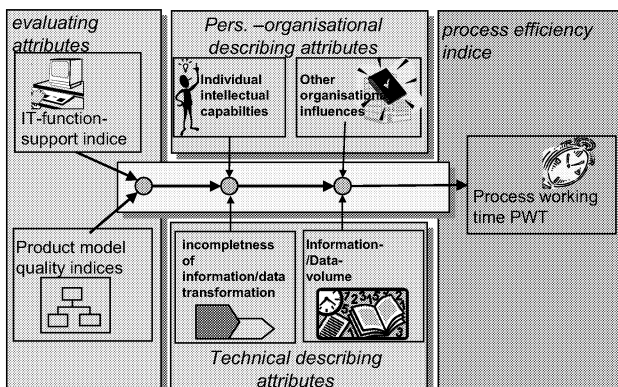 evaluating
attributes
IT-function-
support indice
Product model
quality indices
Pers. –organisational
describing attributes
Individual
intellectual
capabilties
Other
organisational
influences
incompletness
of
information/data
transformation
Information-
/Data-
volume
Technical describing
attributes
process efficiency
indice
Process working
time PWT